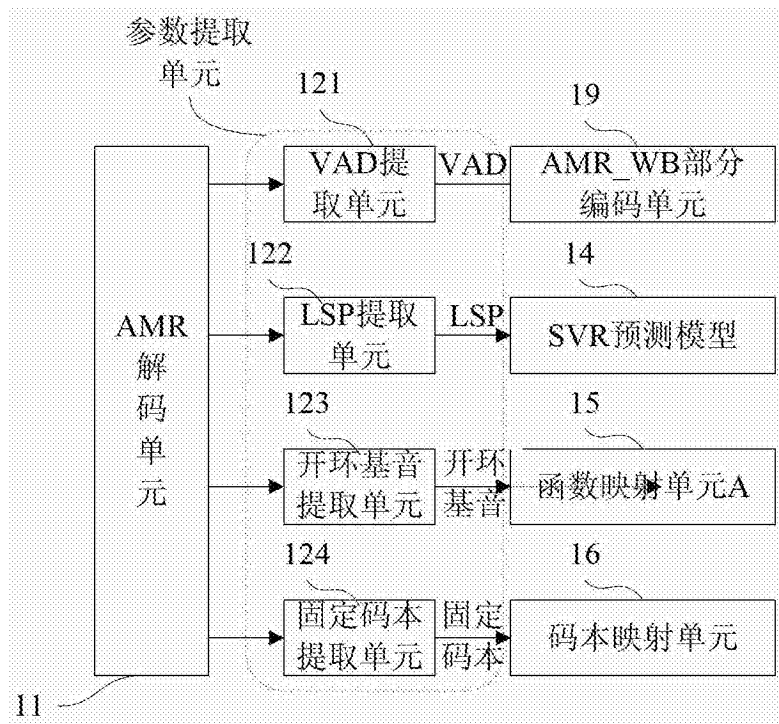 参数提取
单元
121
19
VAD提
取单元
VAD
AMR_WB部分
编码单元
122
14
AMR
解
码
单
元
LSP提取
单元
LSP
SVR预测模型
123
15
开环基音
提取单元
开环
基音
函数映射单元A
124
16
固定码本
提取单元
固定
码本
码本映射单元
11